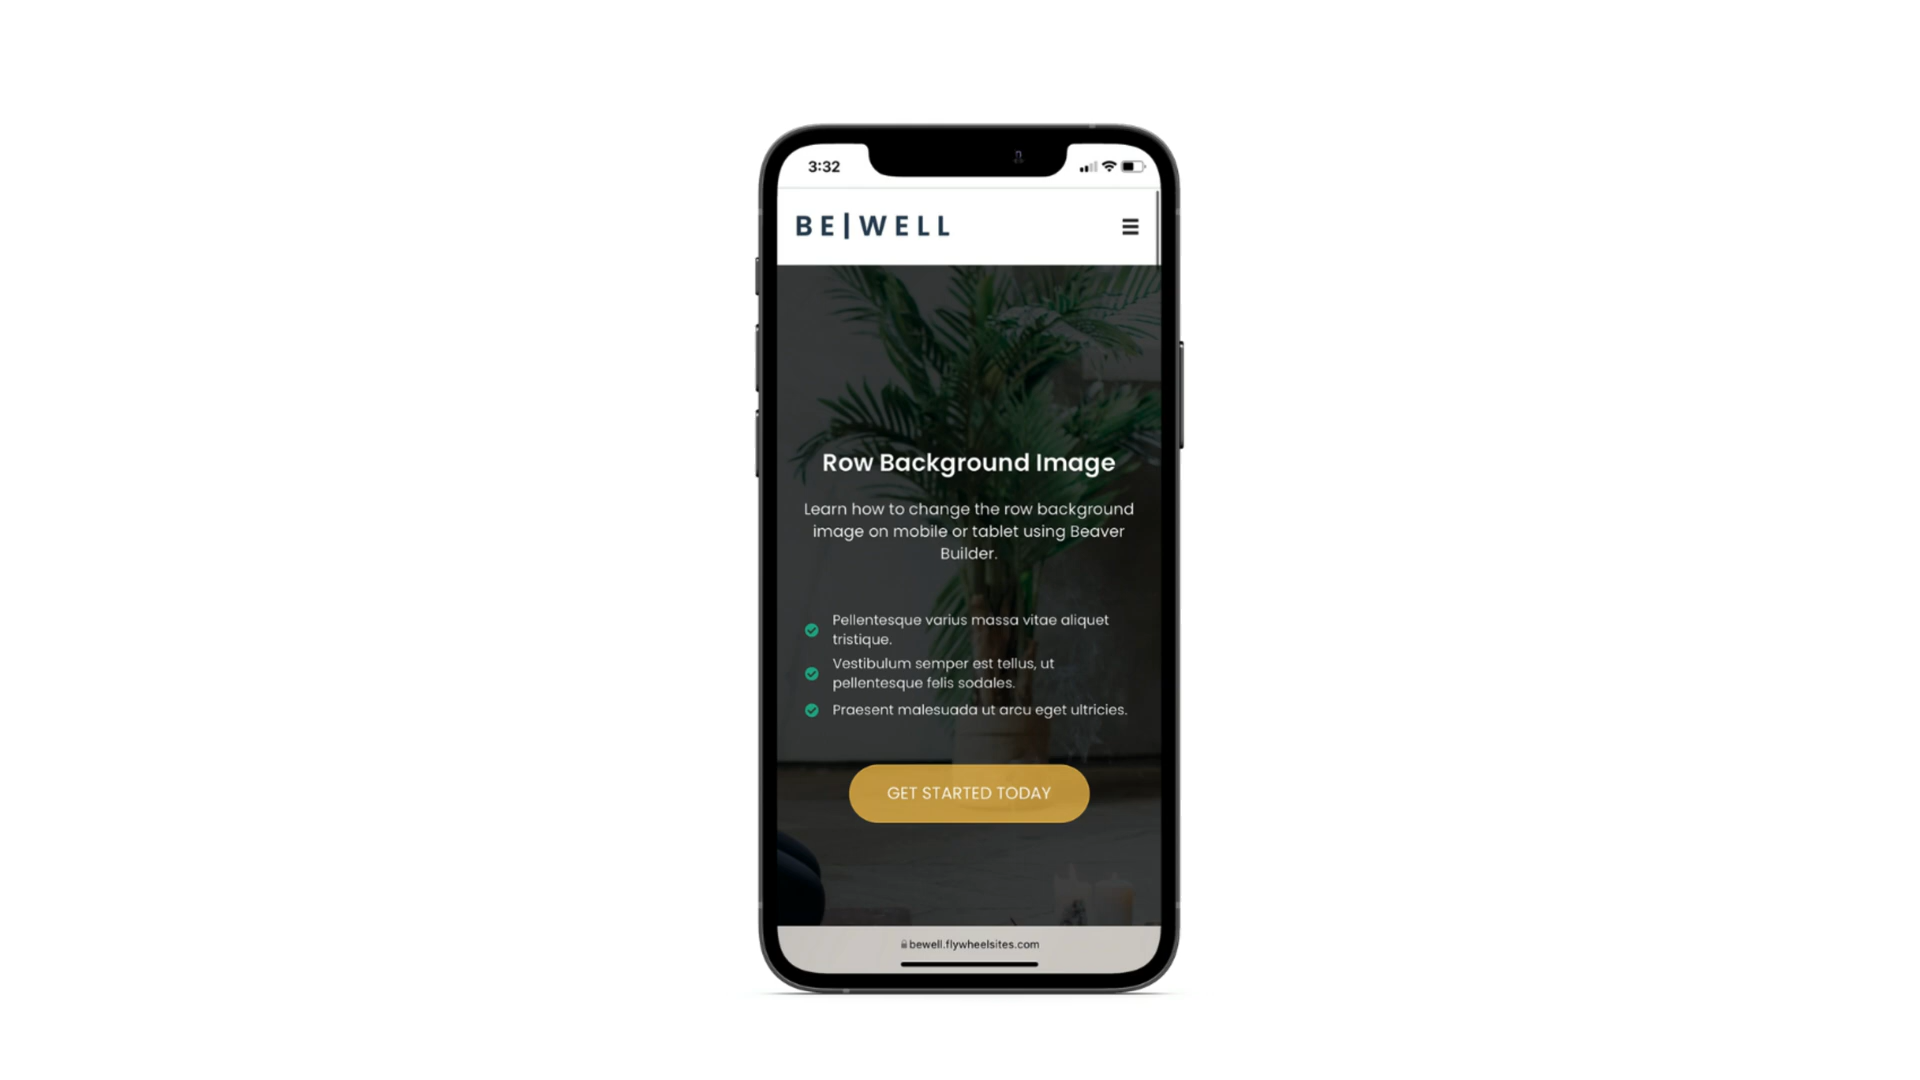 3:32
BE|WELL
Row Background Image
Learn how to change the row background
image on mobile or tablet using Beaver
Builder.
Pellentesque varius massa vitae aliquet
tristique.
Vestibulum semper est tellus, ut
pellentesque felis sodales.
Praesent malesuada ut arcu eget ultricies.
GET STARTED TODAY
bewell.flywheelsites.com